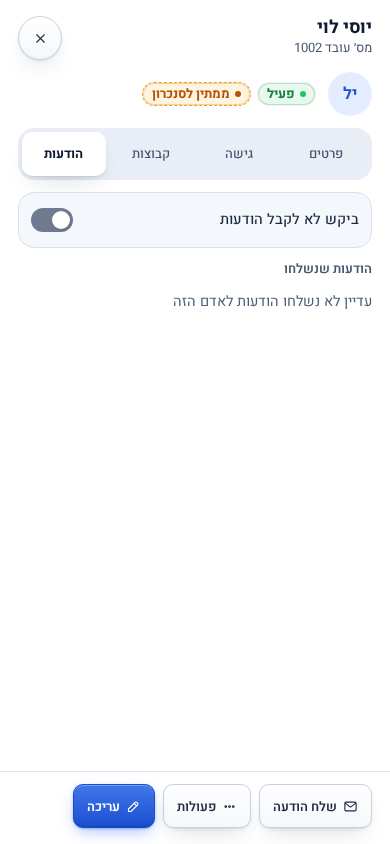 יוסי לוי
מס׳ עובד 1002
יל
פעיל
ממתין לסנכרון
פרטים
גישה
קבוצות
הודעות
ביקש לא לקבל הודעות
הודעות שנשלחו
עדיין לא נשלחו הודעות לאדם הזה
שלח הודעה
פעולות
עריכה